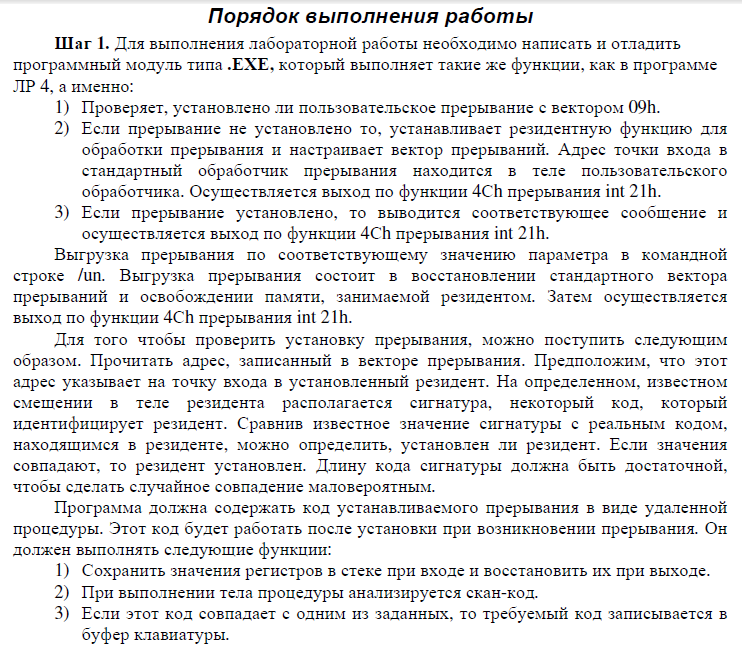 Порядок выполнения работы
Шаг 1. Для выполнения лабораторной работы необходимо написать и отладить
программный модуль типа .EXE, который выполняет такие же функции, как в программе
ЛР 4, а именно:
1) Проверяет, установлено ли пользовательское прерывание с вектором 09h.
2) Если прерывание не установлено то, устанавливает резидентную функцию для
обработки прерывания и настраивает вектор прерываний. Адрес точки входа в
стандартный обработчик прерывания находится в теле пользовательского
обработчика. Осуществляется выход по функции 4Ch прерывания int 21h.
3) Если прерывание установлено, то выводится соответствующее сообщение и
осуществляется выход по функции 4Ch прерывания int 21h.
Выгрузка прерывания по соответствующему значению параметра в командной
строке /un. Выгрузка прерывания состоит в восстановлении стандартного вектора
прерываний и освобождении памяти, занимаемой резидентом. Затем осуществляется
выход по функции 4Ch прерывания int 21h.
Для того чтобы проверить установку прерывания, можно поступить следующим
образом. Прочитать адрес, записанный в векторе прерывания. Предположим, что этот
адрес указывает на точку входа в установленный резидент. На определенном, известном
смещении в теле резидента располагается сигнатура, некоторый код, который
идентифицирует резидент. Сравнив известное значение сигнатуры с реальным кодом,
находящимся в резиденте, можно определить, установлен ли резидент. Если значения
совпадают, то резидент установлен. Длину кода сигнатуры должна быть достаточной,
чтобы сделать случайное совпадение маловероятным.
Программа должна содержать код устанавливаемого прерывания в виде удаленной
процедуры. Этот код будет работать после установки при возникновении прерывания. Он
должен выполнять следующие функции:
1) Сохранить значения регистров в стеке при входе и восстановить их при выходе.
2) При выполнении тела процедуры анализируется скан-код.
3) Если этот код совпадает с одним из заданных, то требуемый код записывается в
буфер клавиатуры.